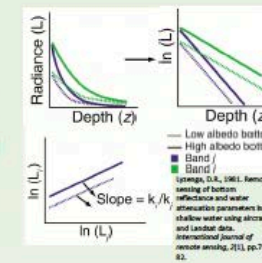 Radiance (L)
Depth (z)
ln (L)
Depth (z
Low albedo botto
High albedo botto
Band i
Band j
ln (L
Slope = k /k
ln (L )
Lyzenga, D.R., 1981. Remo
sensing of bottom
reflectance and water
attenuation parameters in
shallow water using aircra
and Landsat data.
International journal of
remote sensing, 2(1), pp.7
82.